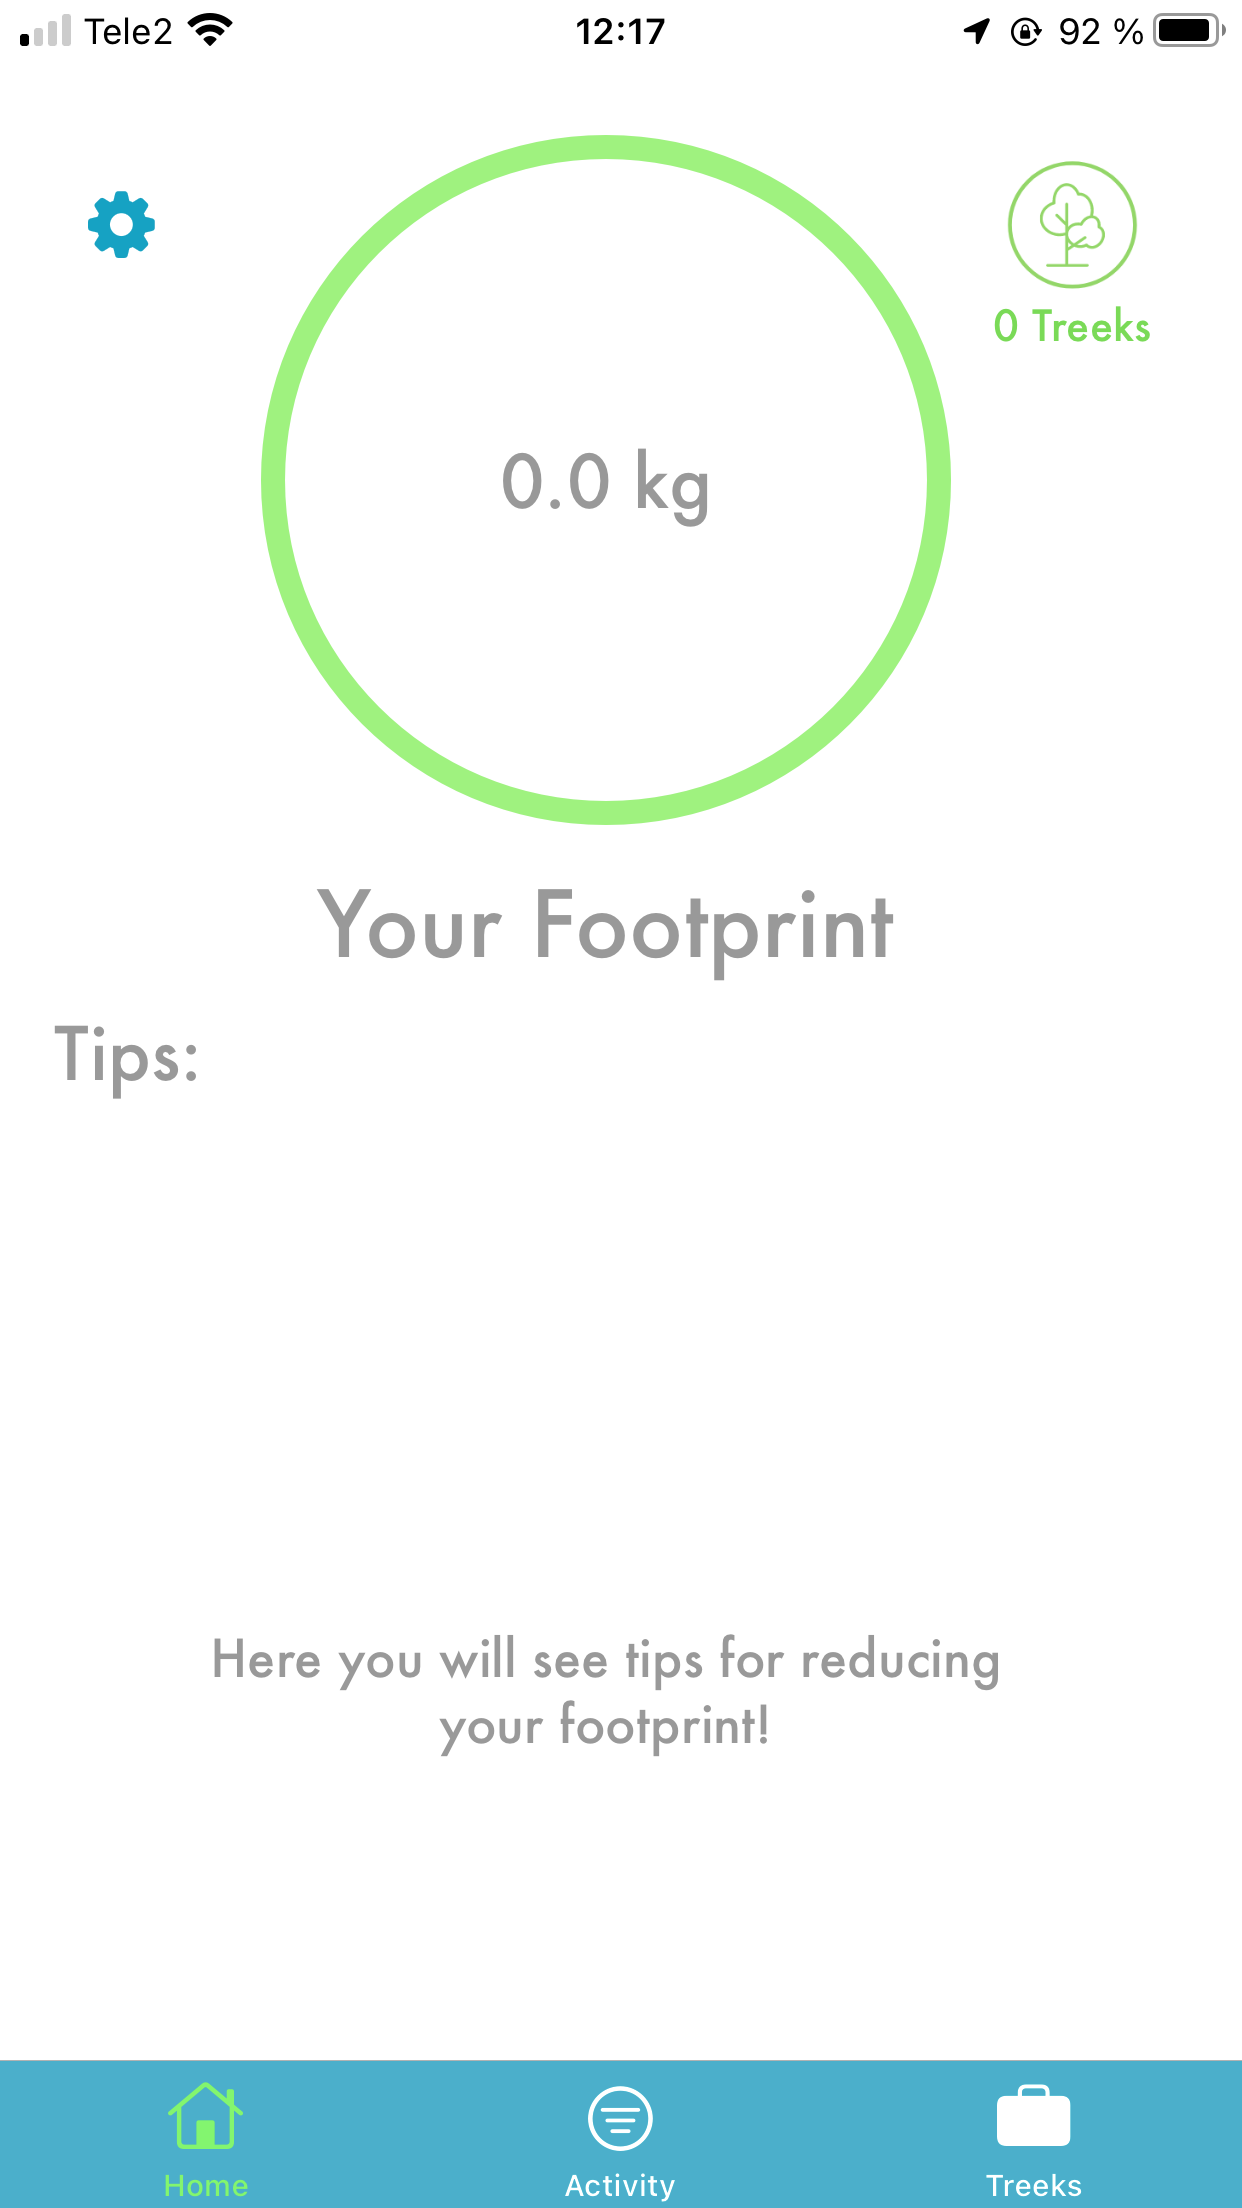 Tele2 12:17 92 %
0 Treeks
0.0 kg
Your Footprint
Tips:
Here you will see tips for reducing
your footprint!
Home Activity Treeks